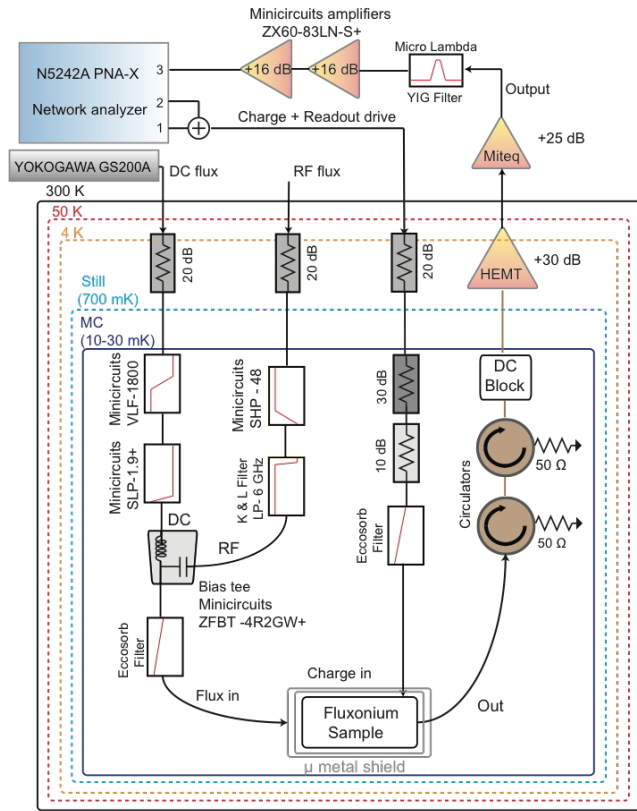 Minicircuits amplifiers
ZX60-83LN-S+
N5242A PNA-X
Network analyzer
3
2
1
+16 dB
+16 dB
Micro Lambda
YIG Filter
Output
Charge + Readout drive
Miteq
+25 dB
YOKOGAWA GS200A
DC flux
RF flux
300 K
50 K
4 K
20 dB
20 dB
20 dB
HEMT
+30 dB
Still
(700 mK)
MC
(10-30 mK)
Minicircuits
VLF-1800
Minicircuits
SHP - 48
30 dB
DC
Block
Minicircuits
SLP-1.9+
K & L Filter
LP- 6 GHz
10 dB
Circulators
50 Ω
50 Ω
DC
RF
Eccosorb
Filter
Bias tee
Minicircuits
ZFBT -4R2GW+
Eccosorb
Filter
Flux in
Charge in
Fluxonium
Sample
Out
μ metal shield